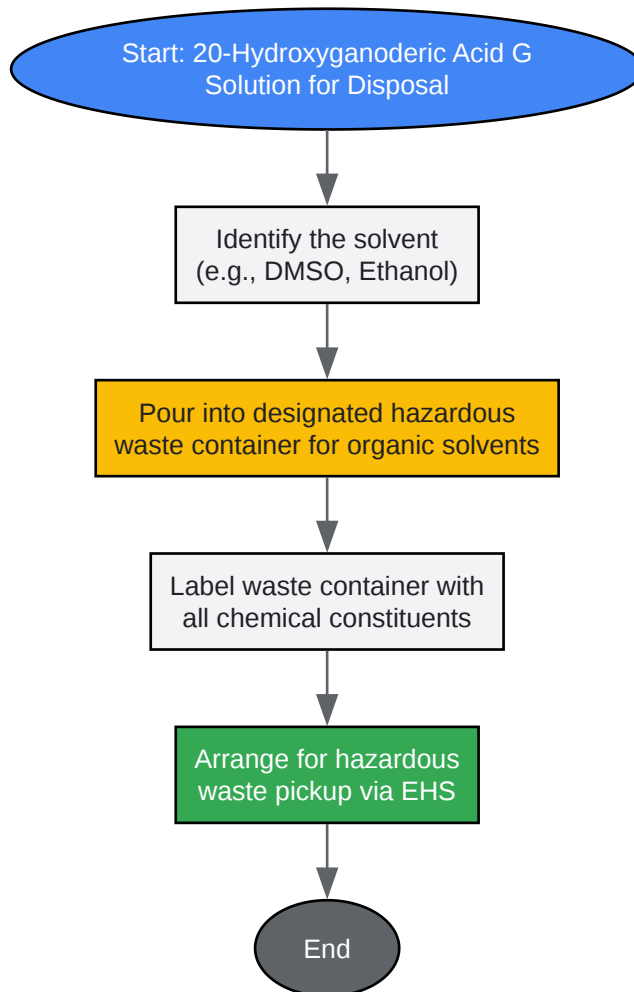 Start: 20-Hydroxyganoderic Acid G
Solution for Disposal
Identify the solvent
(e.g., DMSO, Ethanol)
Pour into designated hazardous
waste container for organic solvents
Label waste container with
all chemical constituents
Arrange for hazardous
waste pickup via EHS
End